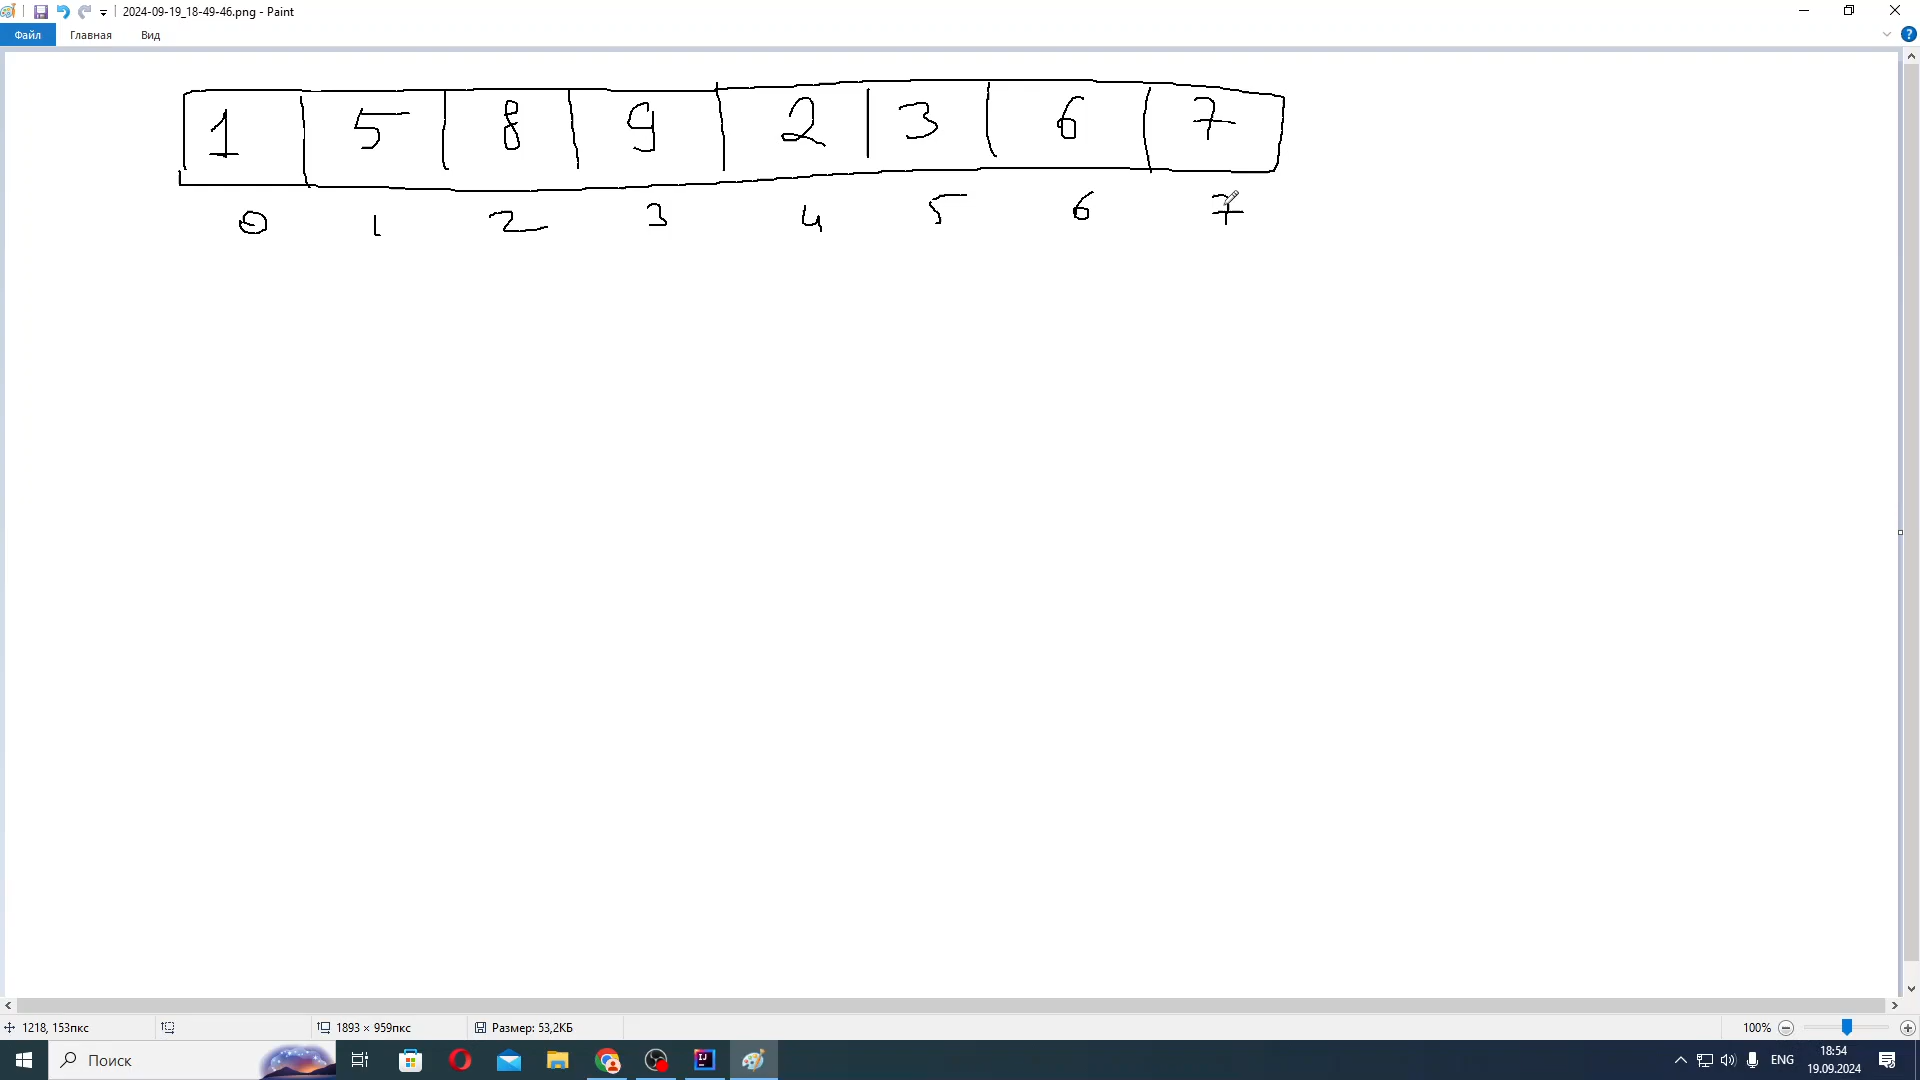 2024-09-19_18-49-46.png - Paint
Файл Главная Вид
1 5 8 9 2 3 6 7
0 1 2 3 4 5 6 7
1218, 153пкс 1893 × 959пкс Размер: 53,2КБ 100%
Поиск ENG 18:54
19.09.2024